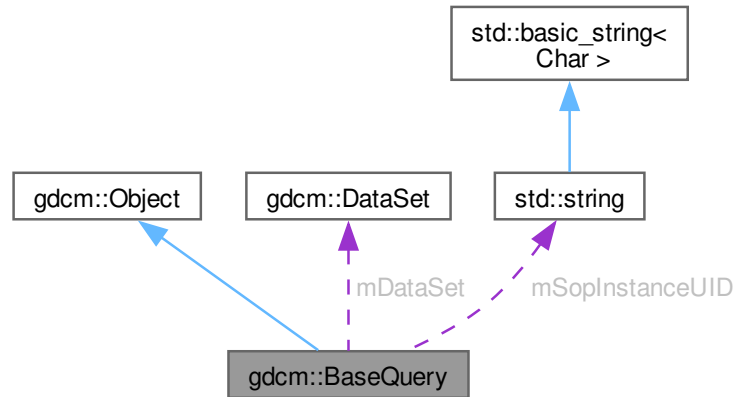 std::basic_string<
Char >
gdcm::Object
gdcm::DataSet
std::string
mDataSet
mSopInstanceUID
gdcm::BaseQuery